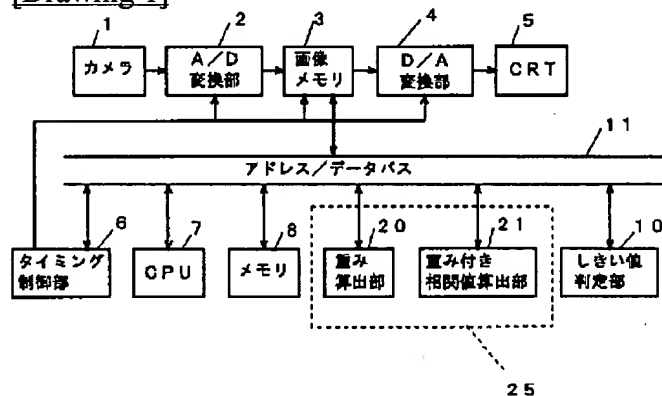 [Drawing 1]
1
2
3
4
5
カメラ
A/D
変換部
画像
メモリ
D/A
変換部
CRT
11
アドレス/データバス
6
7
8
20
21
10
タイミング
制御部
CPU
メモリ
重み
算出部
重み付き
相関値算出部
しきい値
判定部
25